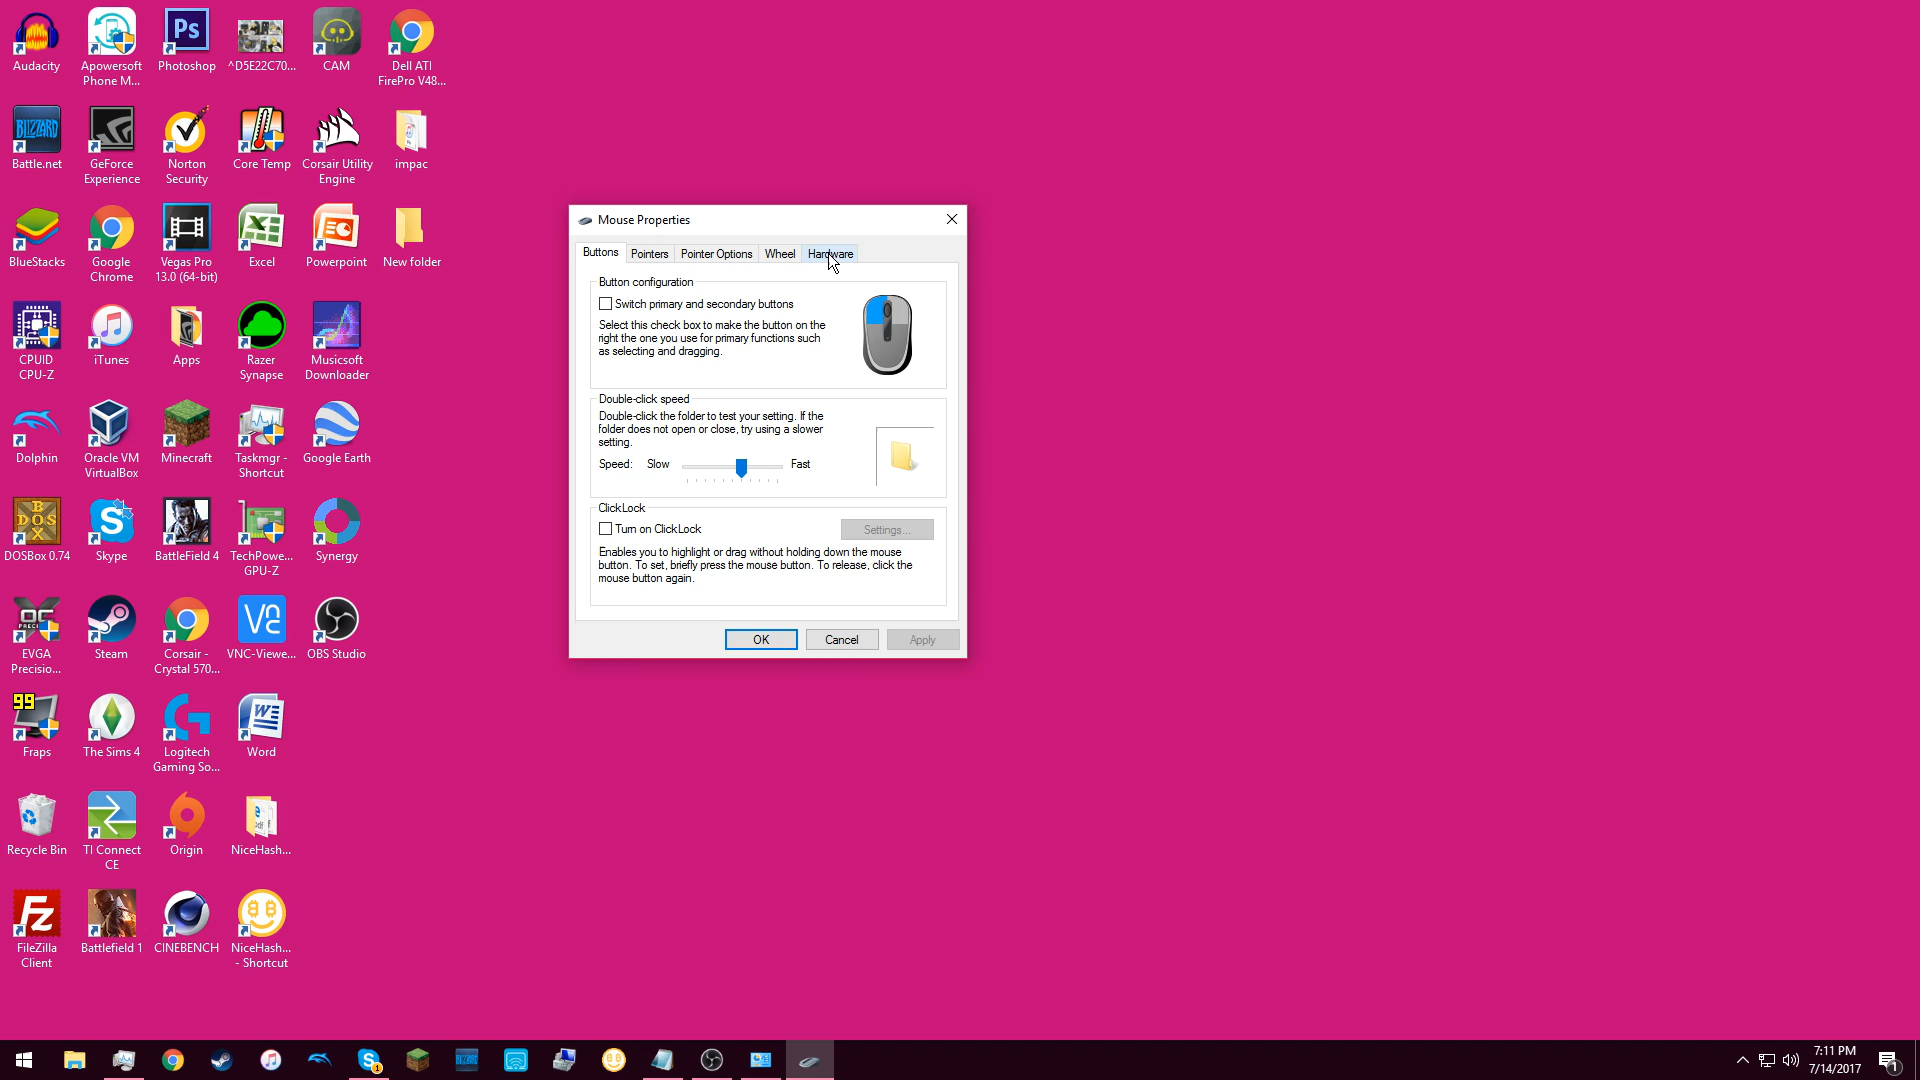 Audacity
Apowersoft
Phone M...
Ps
Photoshop
^D5E22C70...
CAM
Dell ATI
FirePro V48...
BLIZZARD
Battle.net
GeForce
Experience
Norton
Security
Core Temp
Corsair Utility
Engine
impac
BlueStacks
Google
Chrome
Vegas Pro
13.0 (64-bit)
Excel
Powerpoint
New folder
CPUID
CPU-Z
iTunes
Apps
Razer
Synapse
Musicsoft
Downloader
Dolphin
Oracle VM
VirtualBox
Minecraft
Taskmgr -
Shortcut
Google Earth
DOSBox 0.74
Skype
BattleField 4
TechPowe...
GPU-Z
Synergy
EVGA
Precisio...
Steam
Corsair -
Crystal 570...
VNC-Viewe...
OBS Studio
99
Fraps
The Sims 4
Logitech
Gaming So...
Word
Recycle Bin
TI Connect
CE
Origin
NiceHash...
FileZilla
Client
Battlefield 1
CINEBENCH
NiceHash...
- Shortcut
Mouse Properties
Buttons Pointers Pointer Options Wheel Hardware
Button configuration
Switch primary and secondary buttons
Select this check box to make the button on the
right the one you use for primary functions such
as selecting and dragging.
Double-click speed
Double-click the folder to test your setting. If the
folder does not open or close, try using a slower
setting.
Speed: Slow Fast
ClickLock
Turn on ClickLock
Settings...
Enables you to highlight or drag without holding down the mouse
button. To set, briefly press the mouse button. To release, click the
mouse button again.
OK Cancel Apply
7:11 PM
7/14/2017
1